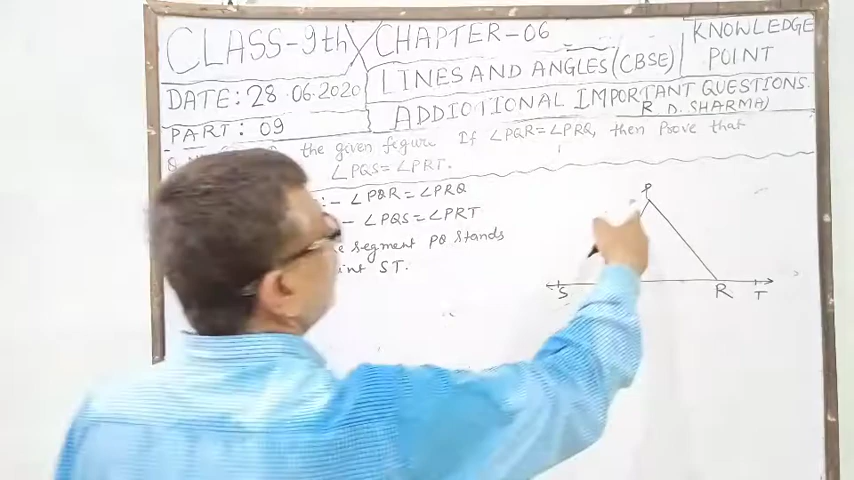 CLASS-9th
CHAPTER-06
KNOWLEDGE
POINT
LINES AND ANGLES (CBSE)
DATE: 28.06.2020
ADDIOTIONAL IMPORTANT QUESTIONS.
R D. SHARMA)
PART: 09
the given figure. If ∠PQR=∠PRQ, then Prove that
∠PQS=∠PRT.
:- ∠PQR=∠PRQ
- ∠PQS=∠PRT
segment PQ Stands
ST.
P
S
R
T